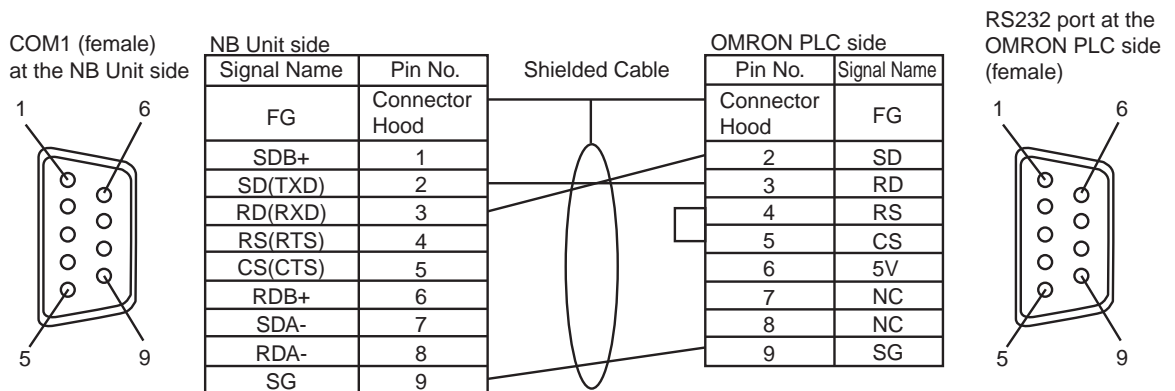 COM1 (female)
at the NB Unit side
1
6
5
9
NB Unit side
Signal Name Pin No.
FG Connector
Hood
SDB+ 1
SD(TXD) 2
RD(RXD) 3
RS(RTS) 4
CS(CTS) 5
RDB+ 6
SDA- 7
RDA- 8
SG 9
Shielded Cable
OMRON PLC side
Pin No. Signal Name
Connector
Hood FG
2 SD
3 RD
4 RS
5 CS
6 5V
7 NC
8 NC
9 SG
RS232 port at the
OMRON PLC side
(female)
1
6
5
9